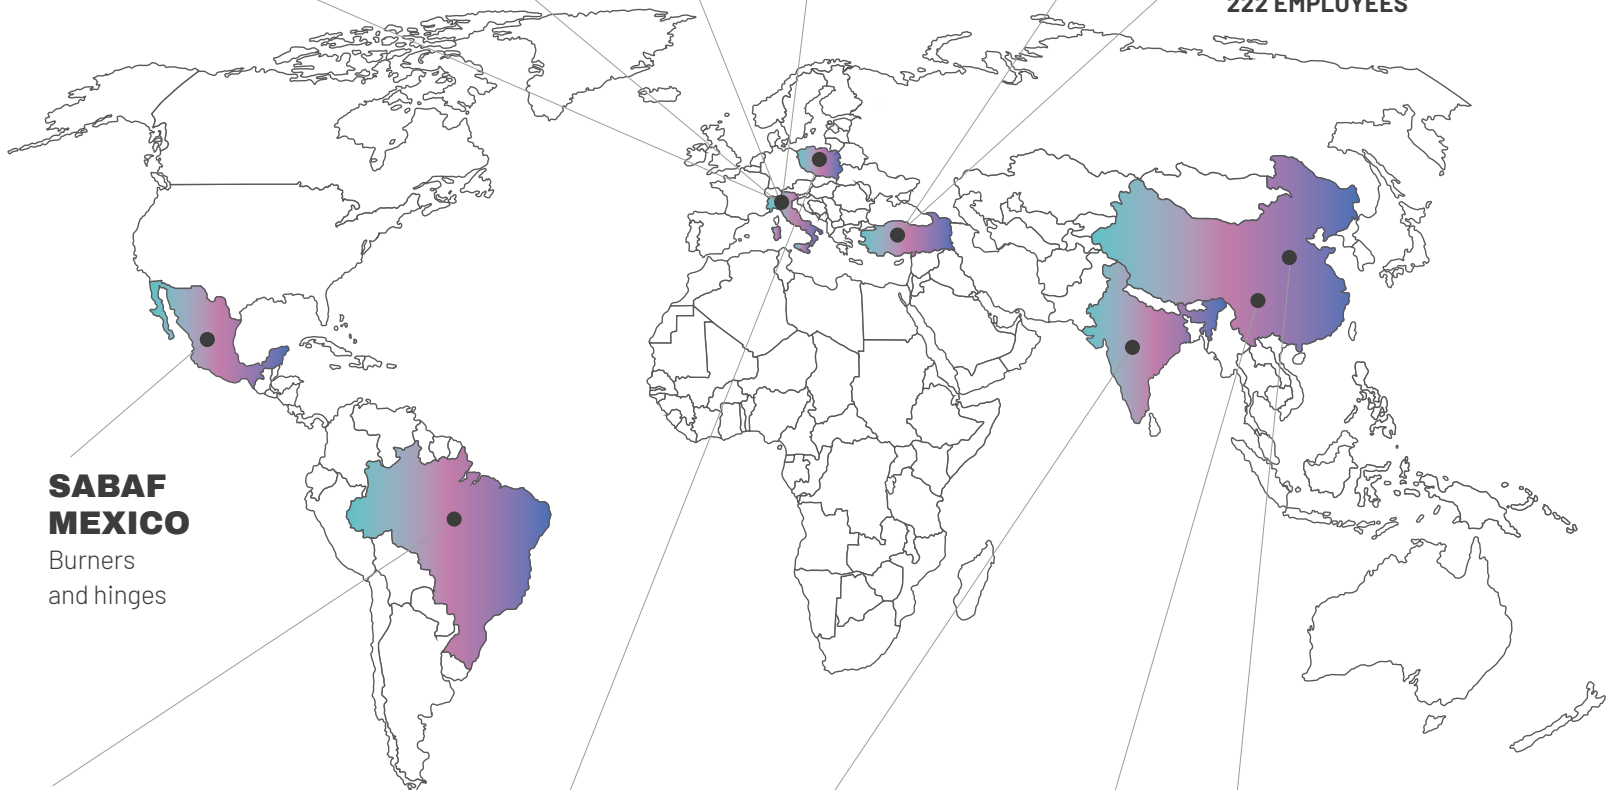 222 EMPLOYEES
SABAF
MEXICO
Burners
and hinges